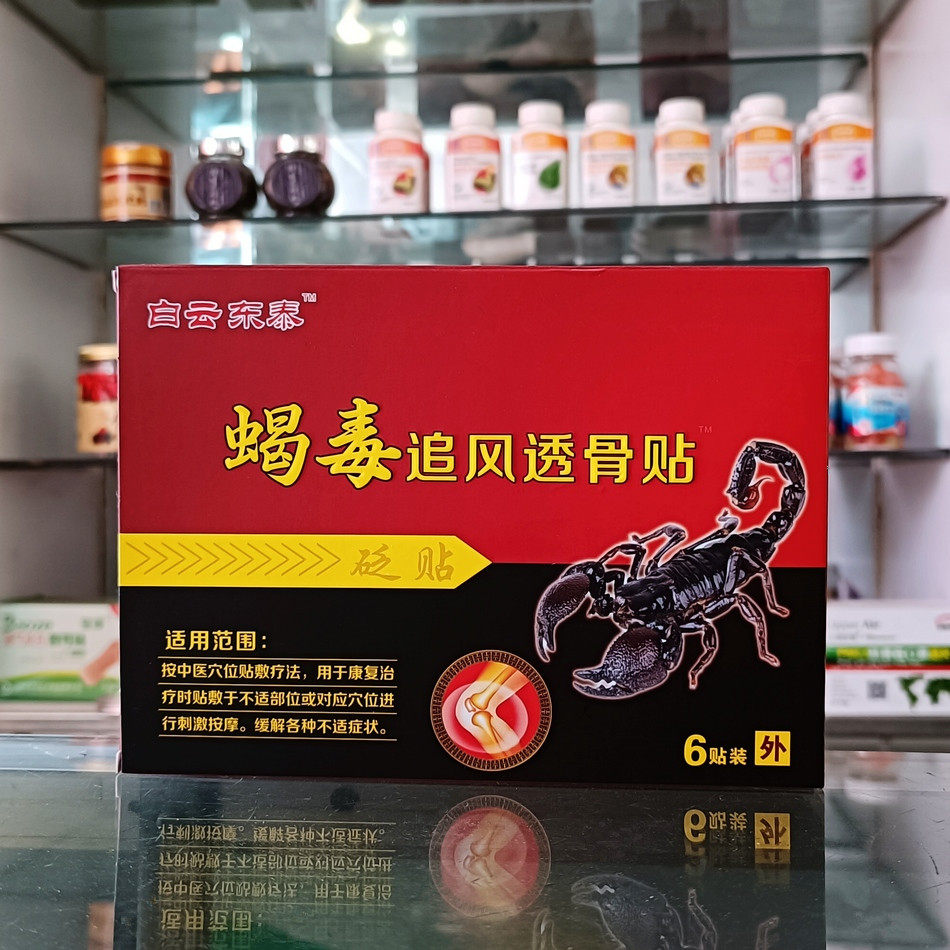 白云东泰™
蝎毒追风透骨贴™
砭贴
适用范围：
按中医穴位贴敷疗法，用于康复治
疗时贴敷于不适部位或对应穴位进
行刺激按摩。缓解各种不适症状。
6贴装 外